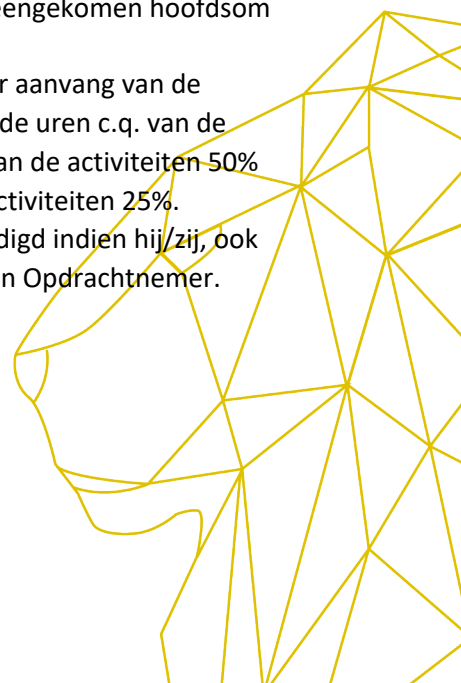 eengekomen hoofdsom
r aanvang van de
de uren c.q. van de
an de activiteiten 50%
ctiviteiten 25%.
digd indien hij/zij, ook
n Opdrachtnemer.